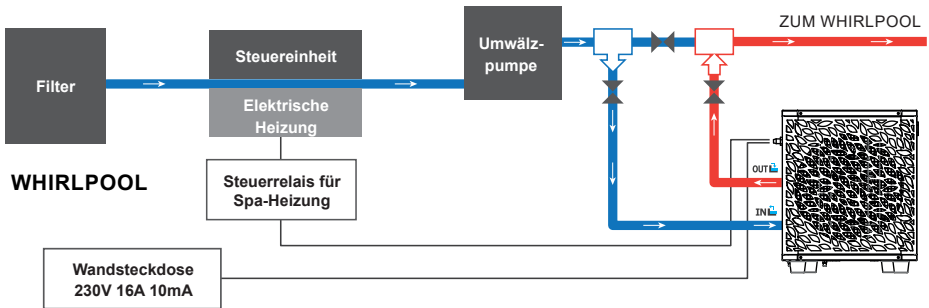 ZUM WHIRLPOOL
Filter
Steuereinheit
Elektrische
Heizung
Umwälz-
pumpe
WHIRLPOOL
Steuerrelais für
Spa-Heizung
OUT
IN
Wandsteckdose
230V 16A 10mA